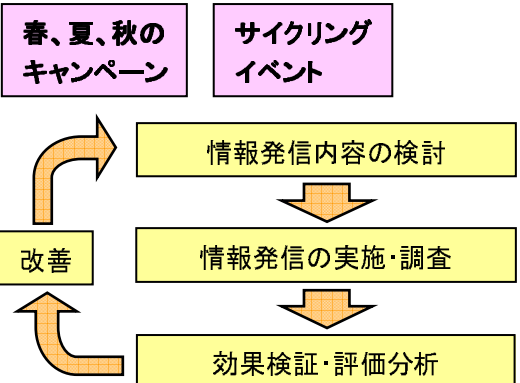 春、夏、秋の
キャンペーン
サイクリング
イベント
情報発信内容の検討
情報発信の実施・調査
改善
効果検証・評価分析